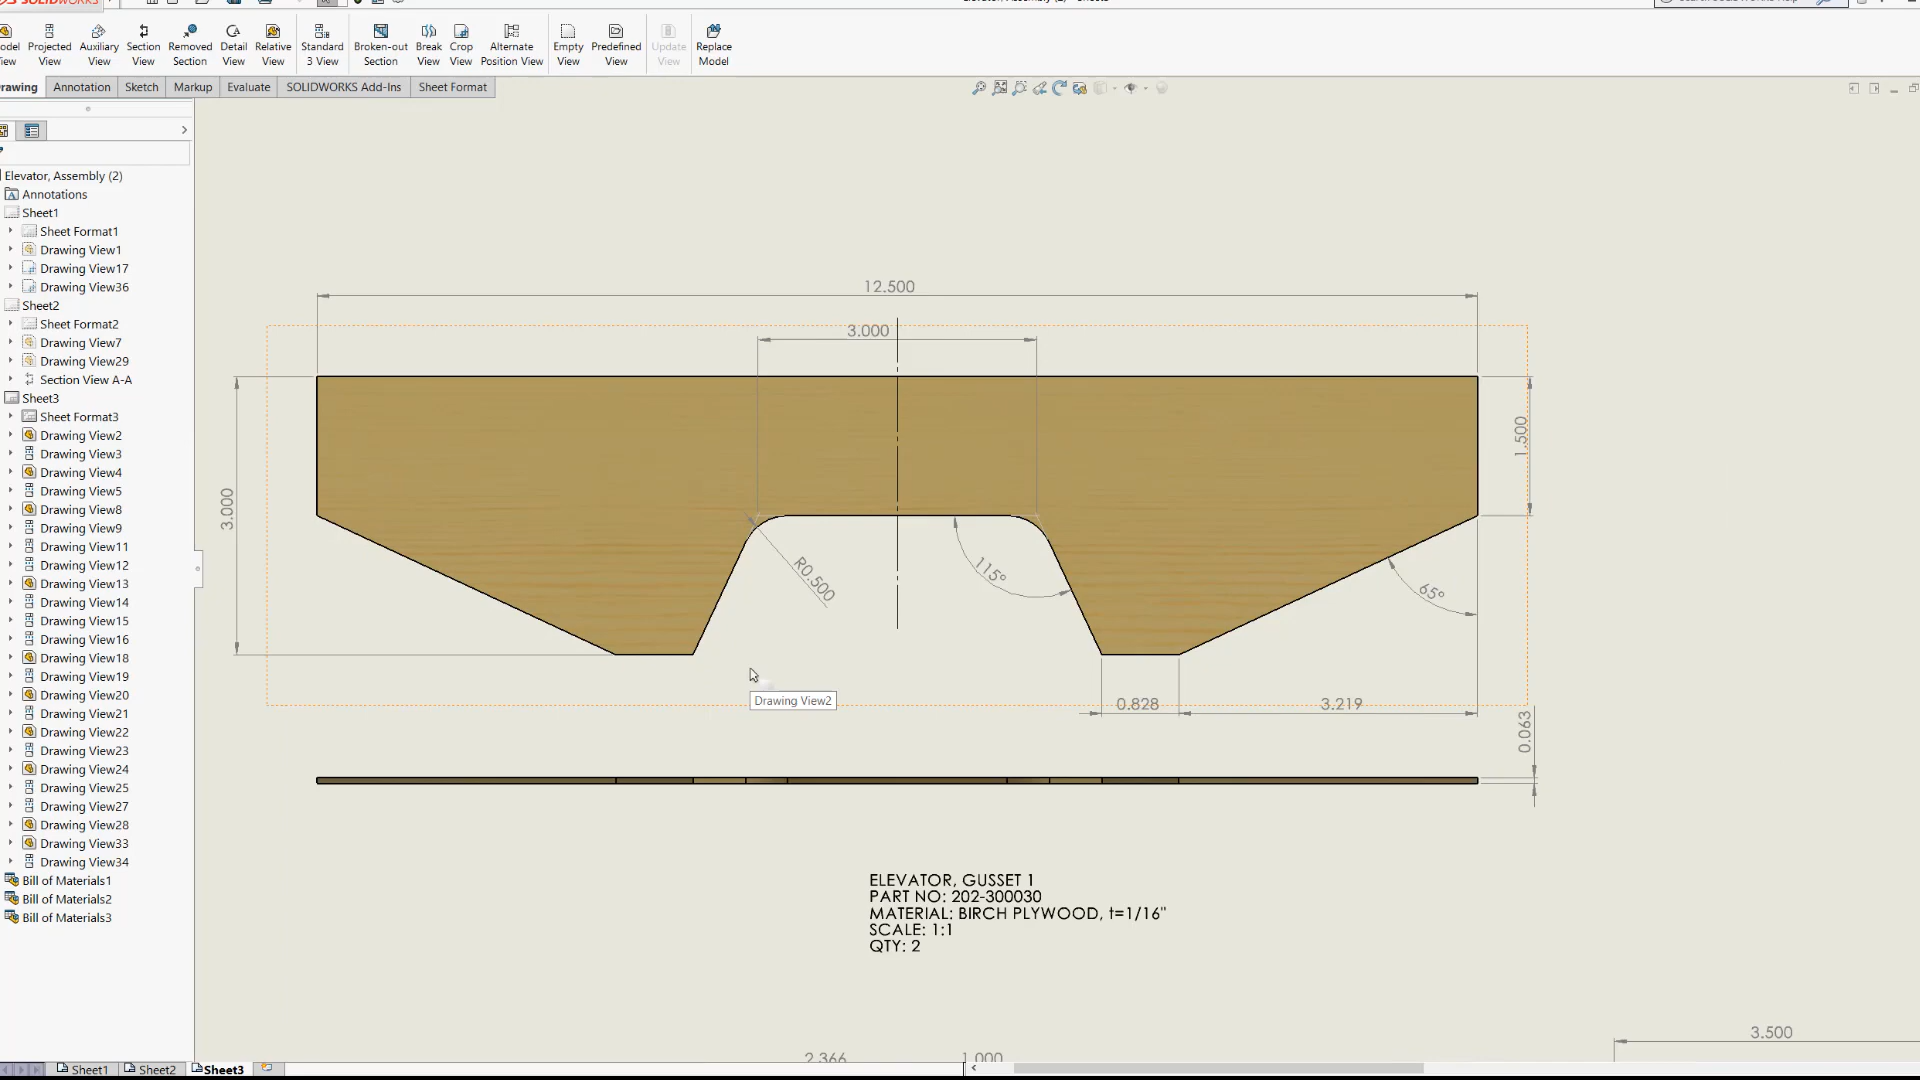 SOLIDWORKS
Projected View
Auxiliary View
Section View
Removed Section
Detail View
Relative View
Standard 3 View
Broken-out Section
Break View
Crop View
Alternate Position View
Empty View
Predefined View
Update View
Replace Model
Annotation
Sketch
Markup
Evaluate
SOLIDWORKS Add-Ins
Sheet Format
Elevator, Assembly (2)
Annotations
Sheet1
Sheet Format1
Drawing View1
Drawing View17
Drawing View36
Sheet2
Sheet Format2
Drawing View7
Drawing View29
Section View A-A
Sheet3
Sheet Format3
Drawing View2
Drawing View3
Drawing View4
Drawing View5
Drawing View8
Drawing View9
Drawing View11
Drawing View12
Drawing View13
Drawing View14
Drawing View15
Drawing View16
Drawing View18
Drawing View19
Drawing View20
Drawing View21
Drawing View22
Drawing View23
Drawing View24
Drawing View25
Drawing View27
Drawing View28
Drawing View33
Drawing View34
Bill of Materials1
Bill of Materials2
Bill of Materials3
12.500
3.000
3.000
1.500
R0.500
115°
65°
0.828
3.219
0.063
Drawing View2
ELEVATOR, GUSSET 1
PART NO: 202-300030
MATERIAL: BIRCH PLYWOOD, t=1/16"
SCALE: 1:1
QTY: 2
3.500
2.366
1.000
Sheet1
Sheet2
Sheet3